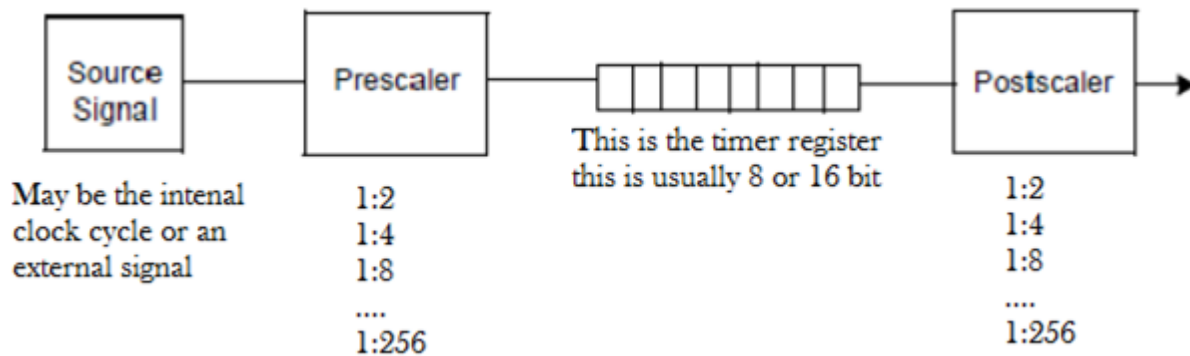 Source
Signal
Prescaler
Postscaler
This is the timer register
this is usually 8 or 16 bit
May be the intenal
clock cycle or an
external signal
1:2
1:4
1:8
....
1:256
1:2
1:4
1:8
....
1:256